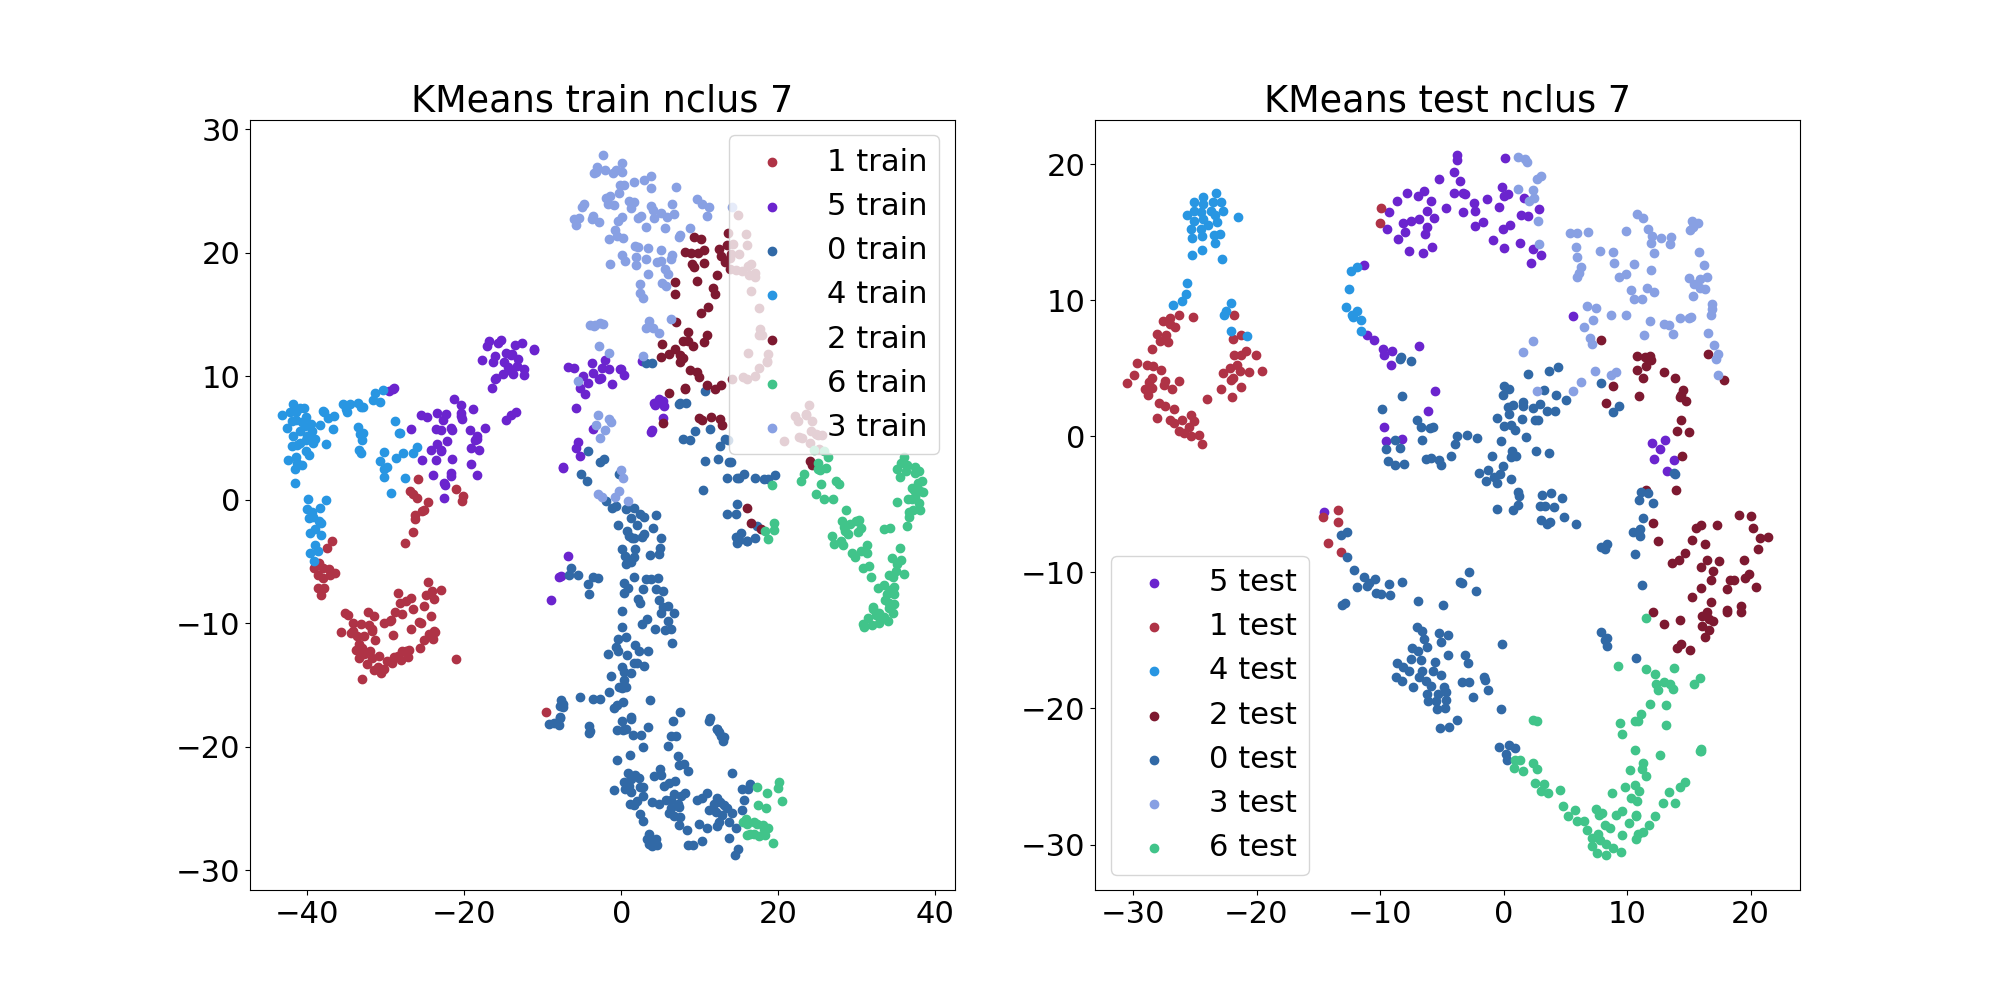 KMeans train nclus 7
30
20
10
0
−10
−20
−30
−40
−20
0
20
40
1 train
5 train
0 train
4 train
2 train
6 train
3 train
KMeans test nclus 7
20
10
0
−10
−20
−30
−30
−20
−10
0
10
20
5 test
1 test
4 test
2 test
0 test
3 test
6 test